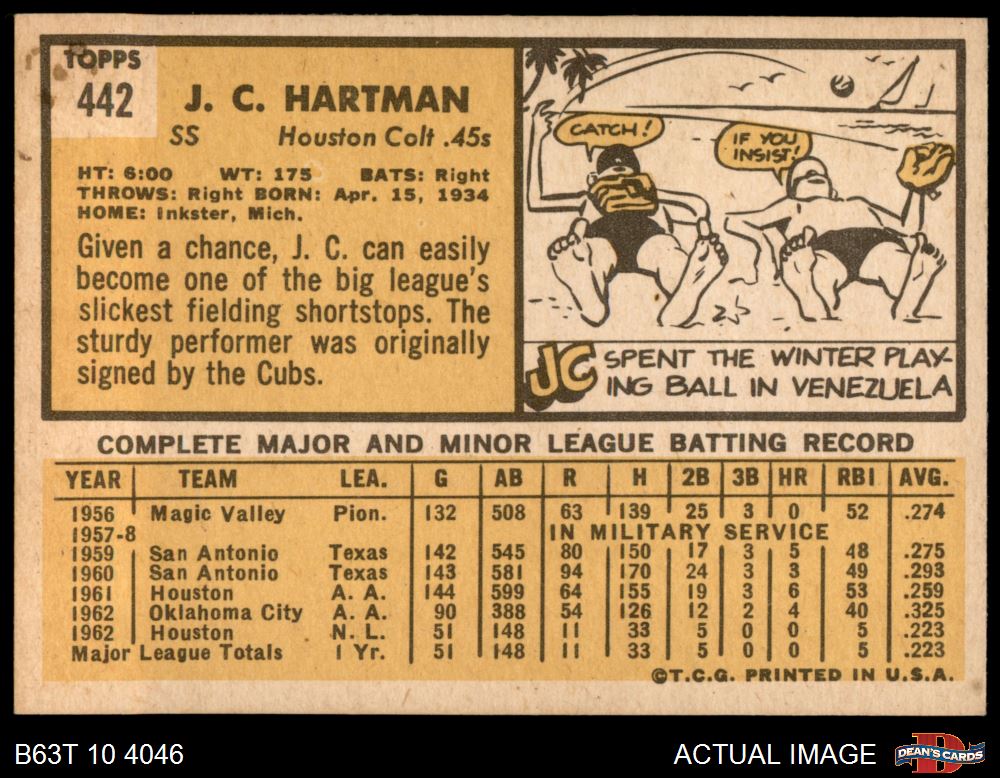 TOPPS
442
J. C. HARTMAN
SS Houston Colt .45s
HT: 6:00 WT: 175 BATS: Right
THROWS: Right BORN: Apr. 15, 1934
HOME: Inkster, Mich.
Given a chance, J. C. can easily
become one of the big league's
slickest fielding shortstops. The
sturdy performer was originally
signed by the Cubs.
CATCH!
IF YOU
INSIST!
JC SPENT THE WINTER PLAY-
ING BALL IN VENEZUELA
COMPLETE MAJOR AND MINOR LEAGUE BATTING RECORD
YEAR TEAM LEA. G AB R H 2B 3B HR RBI AVG.
1956 Magic Valley Pion. 132 508 63 139 25 3 0 52 .274
1957-8 IN MILITARY SERVICE
1959 San Antonio Texas 142 545 80 150 17 3 5 48 .275
1960 San Antonio Texas 143 581 94 170 24 3 3 49 .293
1961 Houston A. A. 144 599 64 155 19 3 6 53 .259
1962 Oklahoma City A. A. 90 388 54 126 12 2 4 40 .325
1962 Houston N. L. 51 148 11 33 5 0 0 5 .223
Major League Totals 1 Yr. 51 148 11 33 5 0 0 5 .223
©T.C.G. PRINTED IN U.S.A.
B63T 10 4046
ACTUAL IMAGE
DEAN'S CARDS